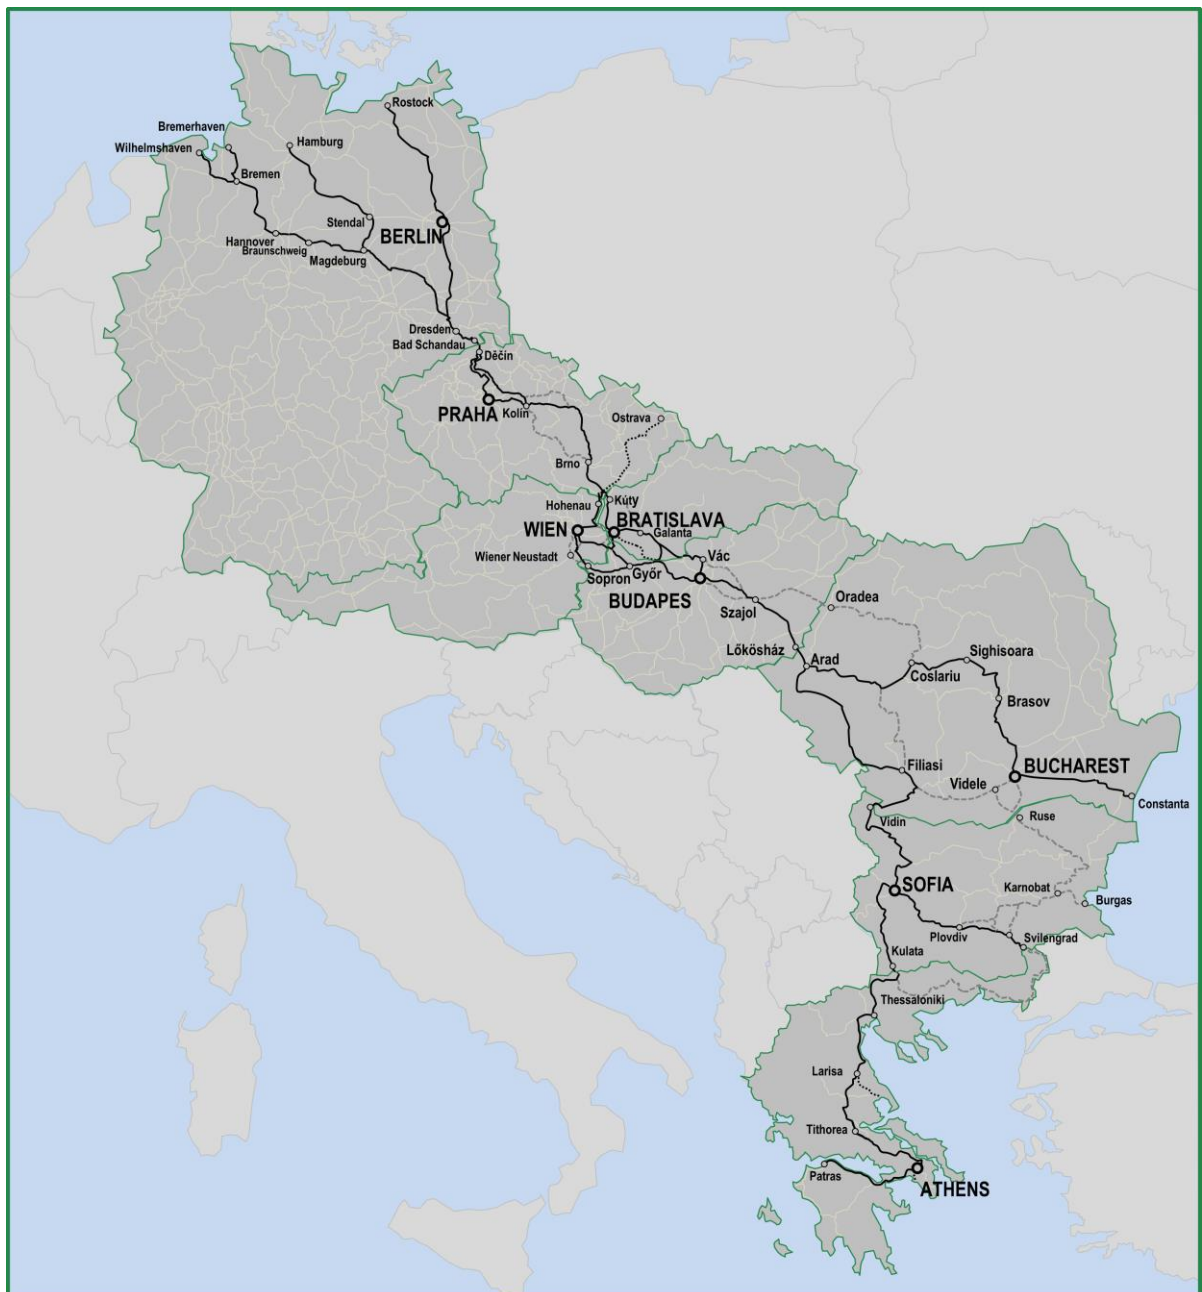 Rostock
Bremerhaven
Hamburg
Wilhelmshaven
Bremen
Stendal
BERLIN
Hannover
Braunschweig
Magdeburg
Dresden
Bad Schandau
Děčín
PRAHA
Kolín
Ostrava
Brno
Hohenau
Kúty
WIEN
BRATISLAVA
Galanta
Wiener Neustadt
Vác
Sopron
Győr
BUDAPES
Szajol
Oradea
Lőkösház
Arad
Coslariu
Sighisoara
Brasov
Filiasi
BUCHAREST
Videle
Constanta
Vidin
Ruse
SOFIA
Karnobat
Burgas
Plovdiv
Svilengrad
Kulata
Thessaloniki
Larisa
Tithorea
Patras
ATHENS